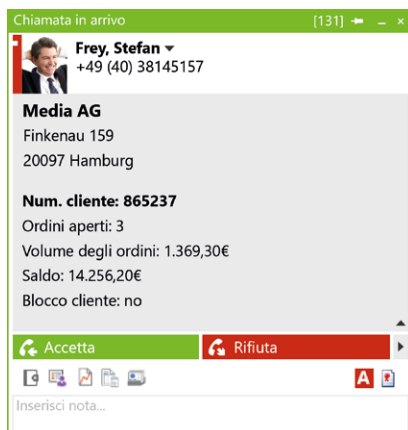 Chiamata in arrivo [131]
Frey, Stefan
+49 (40) 38145157
Media AG
Finkenau 159
20097 Hamburg
Num. cliente: 865237
Ordini aperti: 3
Volume degli ordini: 1.369,30€
Saldo: 14.256,20€
Blocco cliente: no
Accetta Rifiuta
A
Inserisci nota...